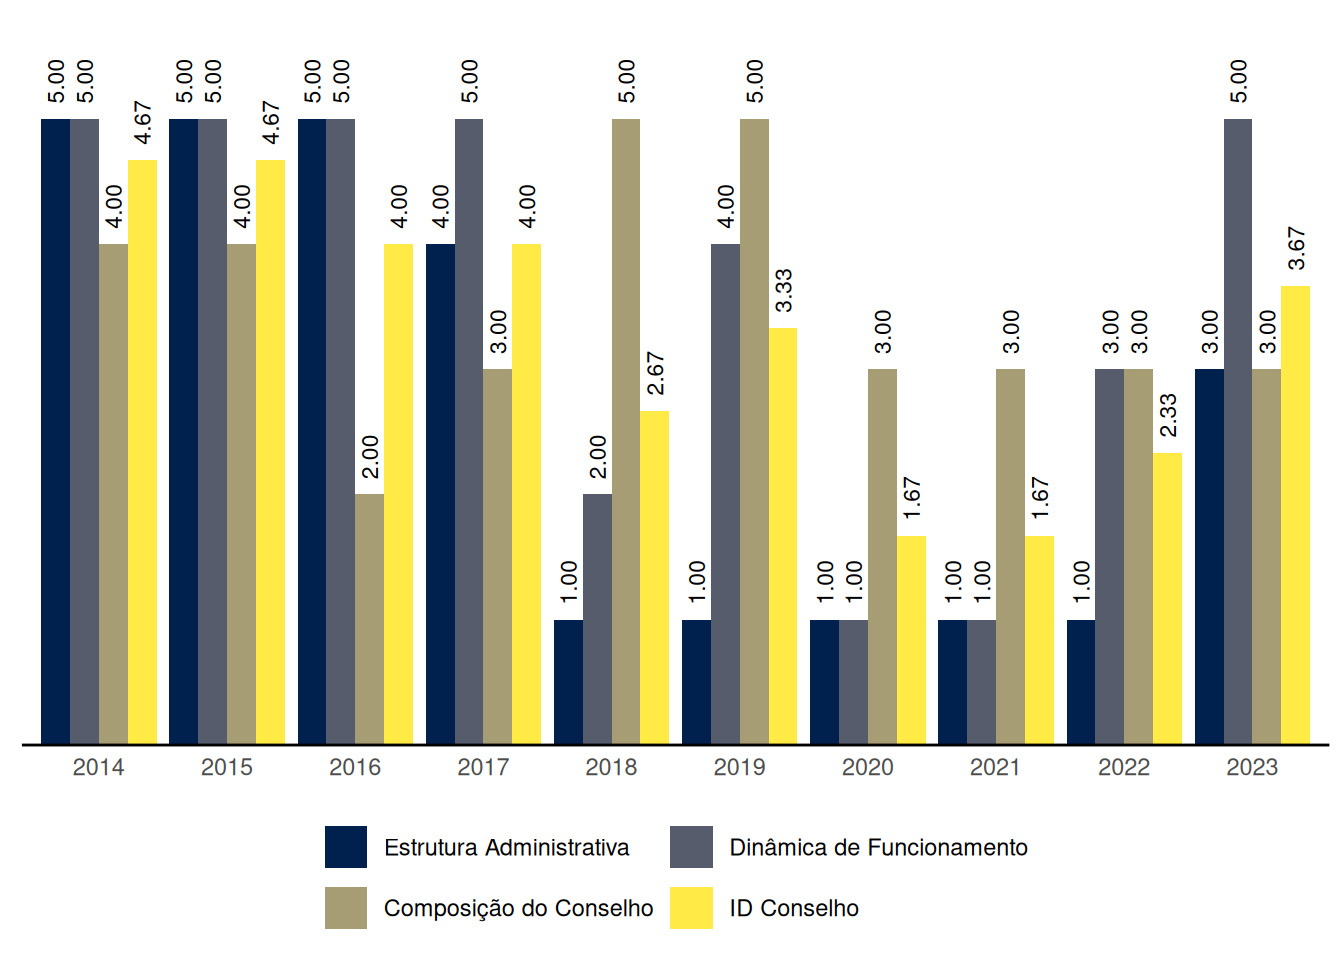 5.00 5.00 4.00 4.67 5.00 5.00 4.00 4.67 5.00 5.00 2.00 4.00 4.00 5.00 3.00 4.00 1.00 2.00 5.00 2.67 1.00 4.00 5.00 3.33 1.00 1.00 3.00 1.67 1.00 1.00 3.00 1.67 1.00 3.00 3.00 2.33 3.00 5.00 3.00 3.67
2014 2015 2016 2017 2018 2019 2020 2021 2022 2023
Estrutura Administrativa Dinâmica de Funcionamento
Composição do Conselho ID Conselho